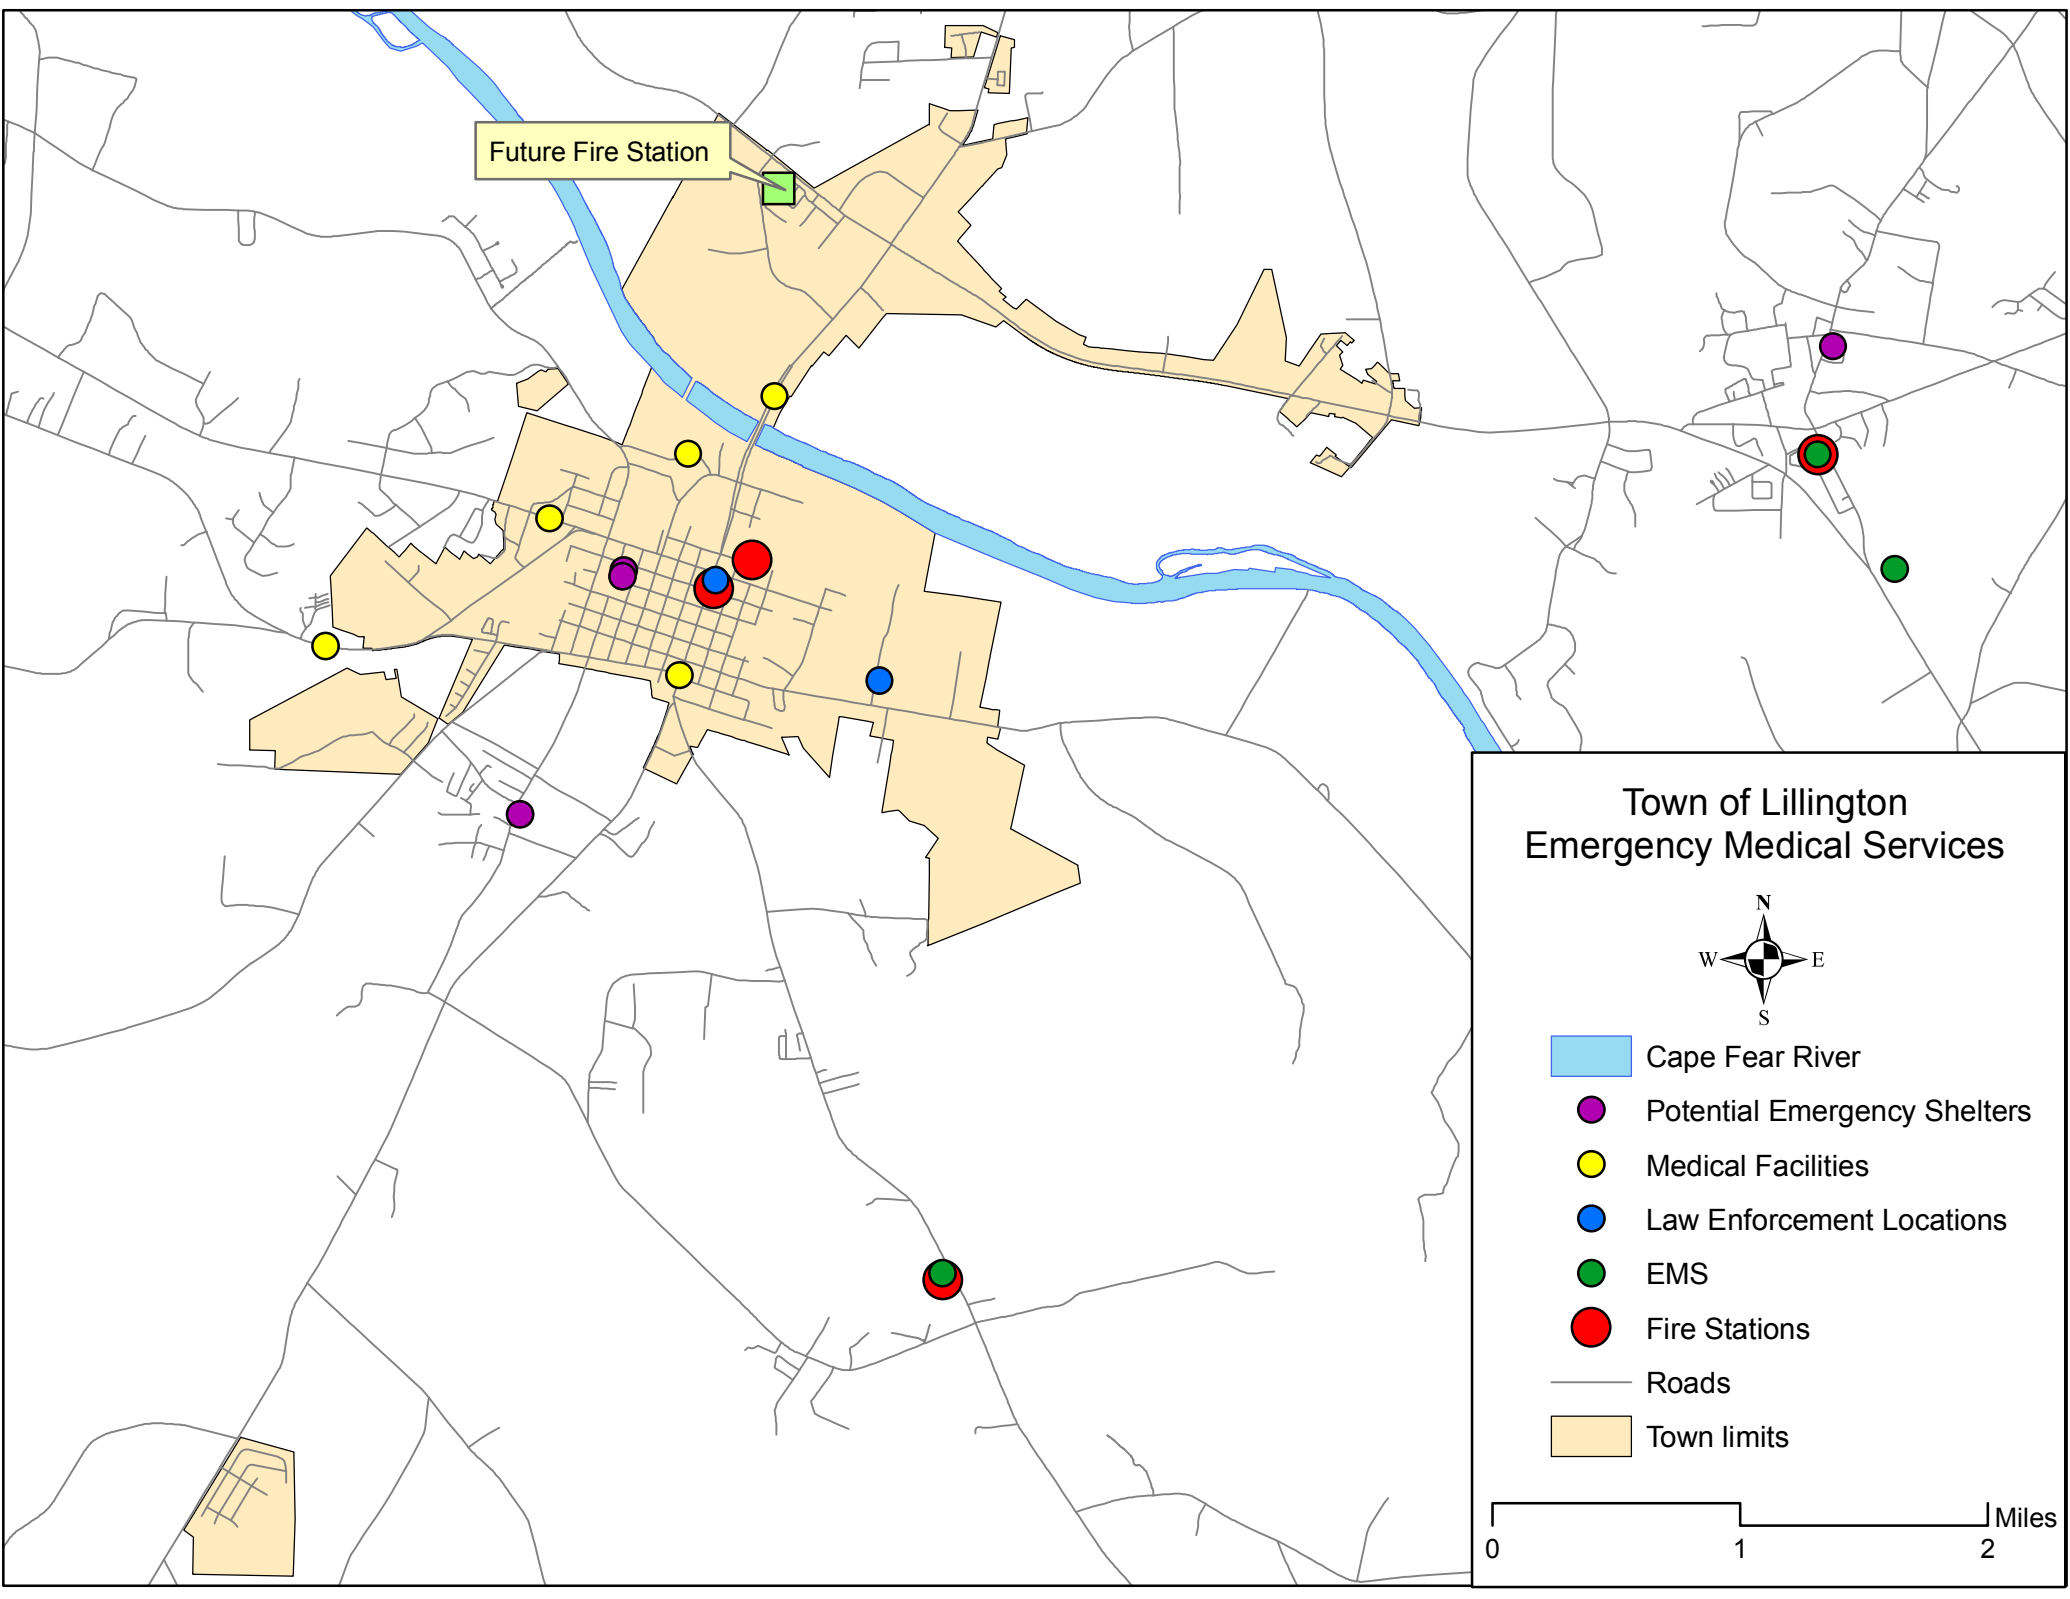 Future Fire Station
Town of Lillington
Emergency Medical Services
N
W E
S
Cape Fear River
Potential Emergency Shelters
Medical Facilities
Law Enforcement Locations
EMS
Fire Stations
Roads
Town limits
Miles
0 1 2